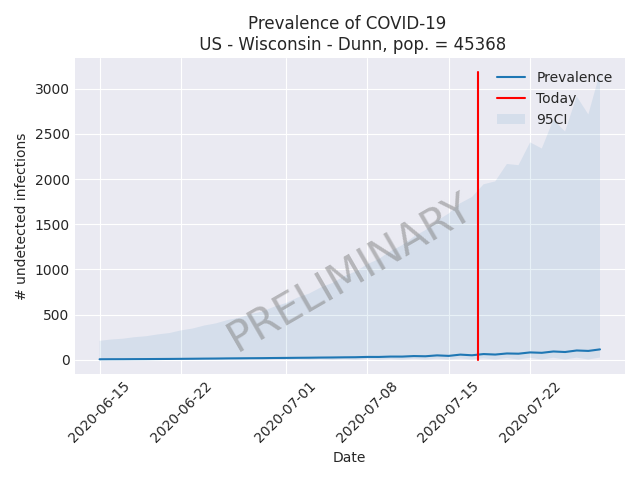 Prevalence of COVID-19
US - Wisconsin - Dunn, pop. = 45368
Prevalence
Today
95CI
3000
2500
2000
1500
1000
500
0
# undetected infections
PRELIMINARY
2020-06-15
2020-06-22
2020-07-01
2020-07-08
2020-07-15
2020-07-22
Date